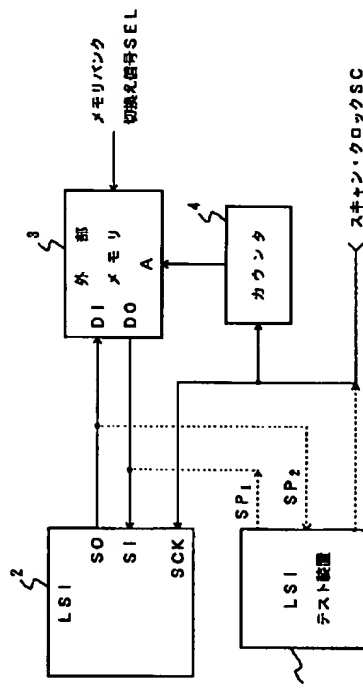 2
LSI
SO
SI
SCK
3
外部
メモリ
DI
DO
A
メモリバンク
切換え信号SEL
4
カウンタ
SP1
SP2
LSI
テスト装置
スキャン・クロックSC